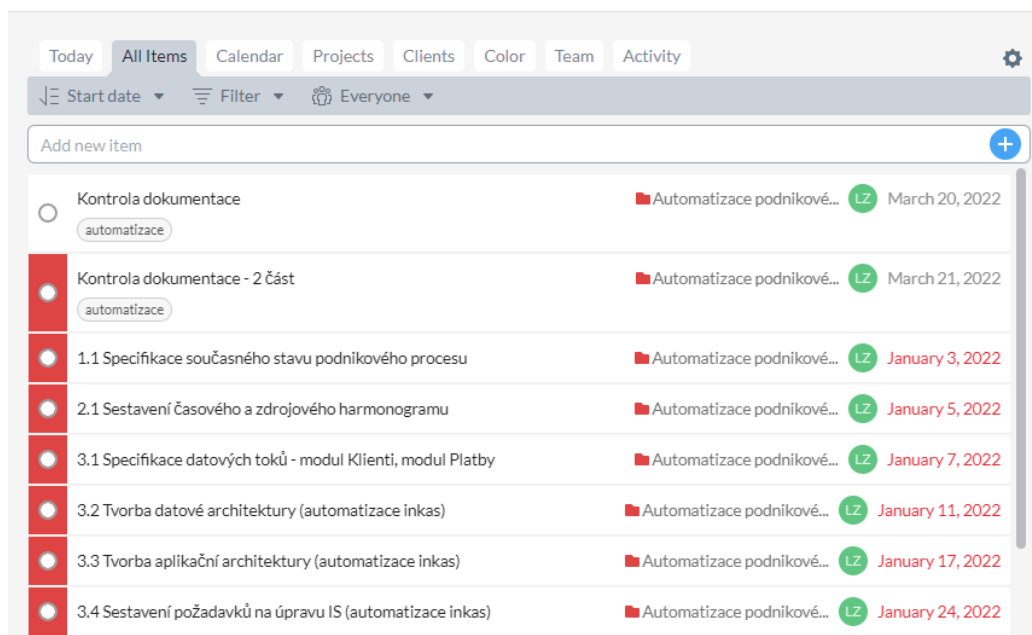 Today All Items Calendar Projects Clients Color Team Activity
Start date Filter Everyone
Add new item
Kontrola dokumentace Automatizace podnikové... LZ March 20, 2022
automatizace
Kontrola dokumentace - 2 část Automatizace podnikové... LZ March 21, 2022
automatizace
1.1 Specifikace současného stavu podnikového procesu Automatizace podnikové... LZ January 3, 2022
2.1 Sestavení časového a zdrojového harmonogramu Automatizace podnikové... LZ January 5, 2022
3.1 Specifikace datových toků - modul Klienti, modul Platby Automatizace podnikové... LZ January 7, 2022
3.2 Tvorba datové architektury (automatizace inkas) Automatizace podnikové... LZ January 11, 2022
3.3 Tvorba aplikační architektury (automatizace inkas) Automatizace podnikové... LZ January 17, 2022
3.4 Sestavení požadavků na úpravu IS (automatizace inkas) Automatizace podnikové... LZ January 24, 2022